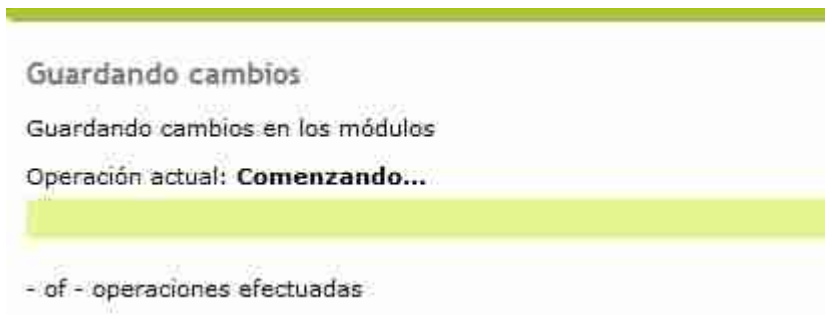 Guardando cambios
Guardando cambios en los módulos
Operación actual: Comenzando...
- of - operaciones efectuadas